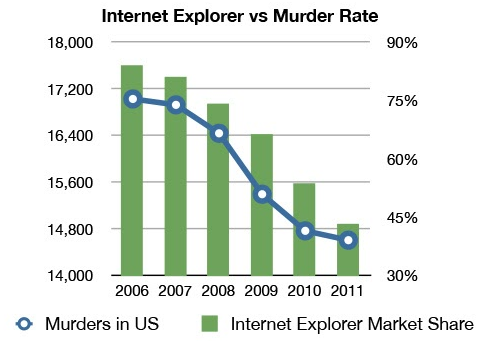 Internet Explorer vs Murder Rate
18,000
90%
17,200
75%
16,400
60%
15,600
45%
14,800
14,000
30%
2006 2007 2008 2009 2010 2011
Murders in US
Internet Explorer Market Share